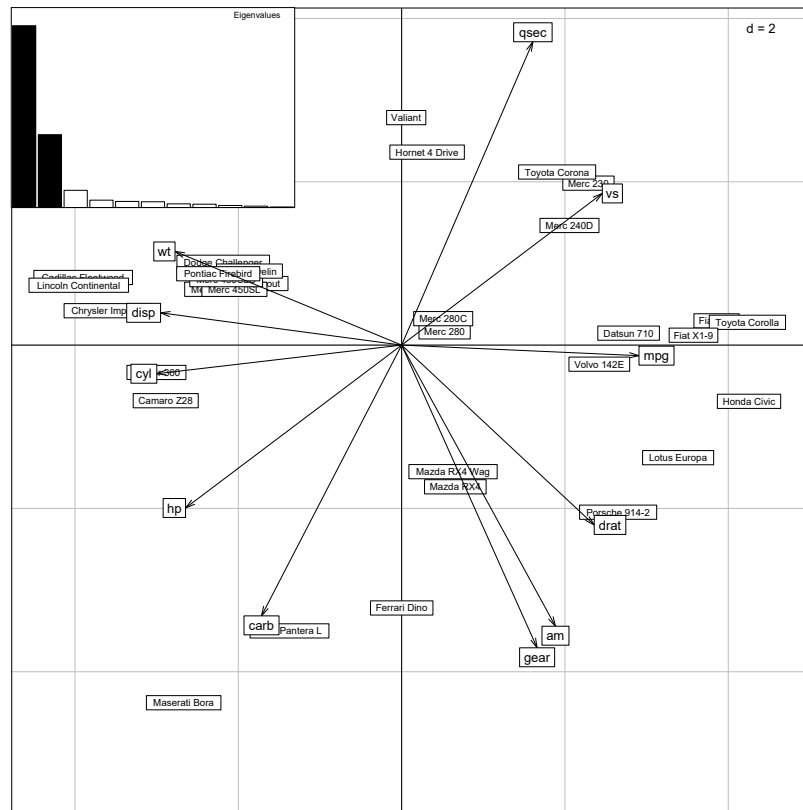 Eigenvalues
d = 2
qsec
Valiant
Hornet 4 Drive
Toyota Corona
Merc 230
vs
Merc 240D
wt
Dodge Challenger
Pontiac Firebird
Cadillac Fleetwood
Lincoln Continental
Merc 450SL
Chrysler Imp
disp
Merc 280C
Merc 280
Datsun 710
Toyota Corolla
Fiat X1-9
mpg
Volvo 142E
cyl
Camaro Z28
Honda Civic
Lotus Europa
Mazda RX4 Wag
Mazda RX4
hp
Porsche 914-2
drat
Ferrari Dino
carb
Pantera L
am
gear
Maserati Bora